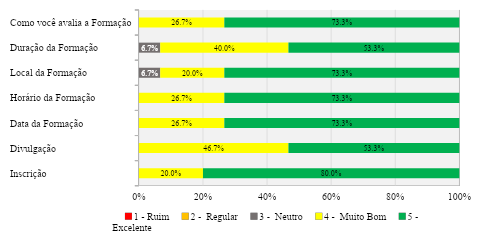 Como você avalia a Formação 26.7% 73.3%
Duração da Formação 6.7% 40.0% 53.3%
Local da Formação 6.7% 20.0% 73.3%
Horário da Formação 26.7% 73.3%
Data da Formação 26.7% 73.3%
Divulgação 46.7% 53.3%
Inscrição 20.0% 80.0%
0% 20% 40% 60% 80% 100%
1 - Ruim 2 - Regular 3 - Neutro 4 - Muito Bom 5 -
Excelente